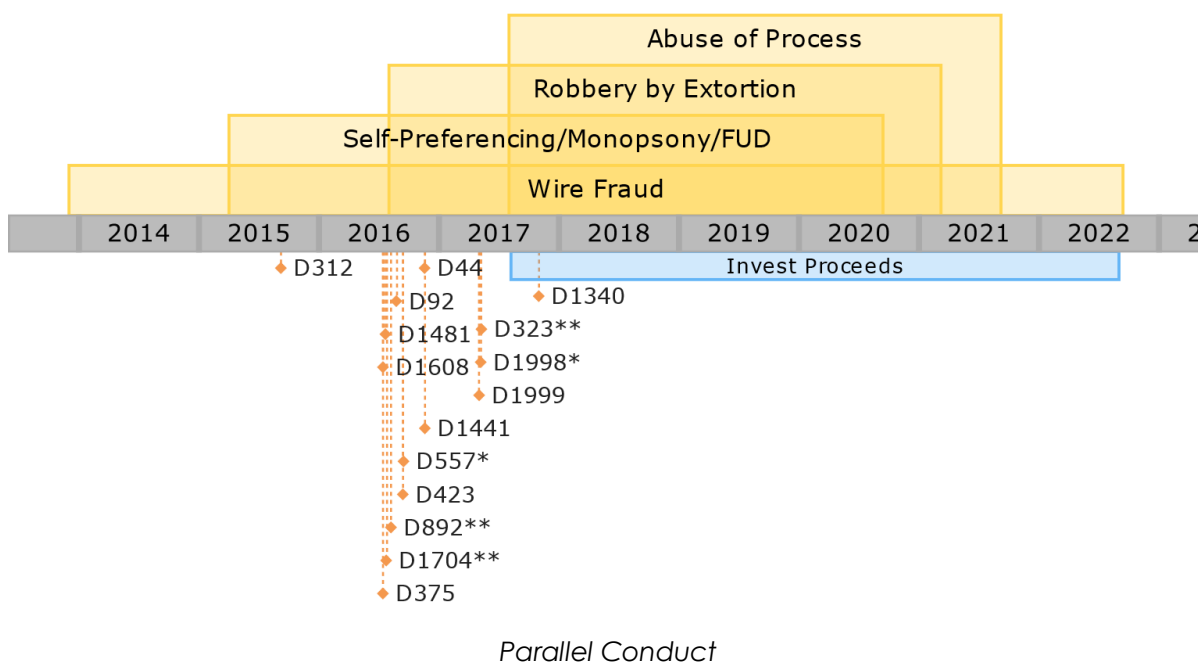 Abuse of Process
Robbery by Extortion
Self-Preferencing/Monopsony/FUD
Wire Fraud
2014 2015 2016 2017 2018 2019 2020 2021 2022 2
D312 D44 Invest Proceeds
D92 D1340
D1481 D323**
D1608 D1998*
D1999
D1441
D557*
D423
D892**
D1704**
D375
Parallel Conduct